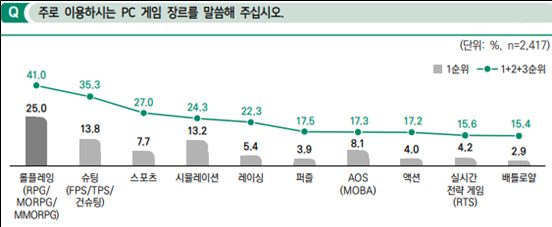 Q 주로 이용하시는 PC 게임 장르를 말씀해 주십시오.
(단위: %, n=2,417)
1순위 1+2+3순위
41.0 35.3 27.0 24.3 22.3 17.5 17.3 17.2 15.6 15.4
25.0 13.8 7.7 13.2 5.4 3.9 8.1 4.0 4.2 2.9
롤플레잉 슈팅 스포츠 시뮬레이션 레이싱 퍼즐 AOS 액션 실시간 배틀로얄
(RPG/ (FPS/TPS/ (MOBA) 전략 게임
MORPG/ 건슈팅) (RTS)
MMORPG)